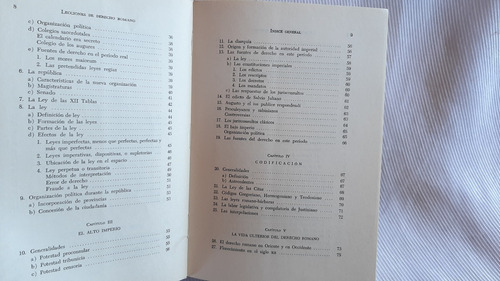 8 LECCIONES DE DERECHO ROMANO
c) Organización política
d) Colegios sacerdotales
El calendario era secreto
Colegio de los augures
e) Fuentes de derecho en el período real
1. Los mores maiorum
2. Las pretendidas leyes regias
6. La república
a) Características de la nueva organización
b) Magistraturas
c) Senado
7. La Ley de las XII Tablas
8. La ley
a) Definición de ley
b) Formación de las leyes
c) Partes de la ley
d) Efectos de la ley
1. Leyes imperfectas, menos que perfectas, perfectas y
más que perfectas
2. Leyes imperativas, dispositivas, o supletorias
3. Ubicación de la ley en el espacio
4. Ley perpetua o transitoria
Métodos de interpretación
Error de derecho
Fraude a la ley
9. Organización política durante la república
a) Incorporación de provincias
b) Concesión de la ciudadanía
CAPÍTULO III
EL ALTO IMPERIO
10. Generalidades
a) Potestad proconsular
b) Potestad tribunicia
c) Potestad censoria
ÍNDICE GENERAL 9
11. La diarquía
12. Origen y formación de la autoridad imperial
13. Las fuentes de derecho en este período
a) La ley
b) Las constituciones imperiales
1. Los edictos
2. Los rescriptos
3. Los decretos
4. Los mandatos
c) Las respuestas de los jurisconsultos
14. El edicto de Salvio Juliano
15. Augusto y el ius publice respondendi
16. Proculeyanos y sabinianos
Controversias
17. Los jurisconsultos clásicos
18. El bajo imperio
Organización política
19. Las fuentes del derecho en este período
CAPÍTULO IV
CODIFICACIÓN
20. Generalidades
a) Definición
b) Antecedentes
21. La Ley de las Citas
22. Códigos Gregoriano, Hermogeniano y Teodosiano
23. Las leyes romano-bárbaras
24. La labor legislativa y compilatoria de Justiniano
25. Las interpolaciones
CAPÍTULO V
LA VIDA ULTERIOR DEL DERECHO ROMANO
26. El derecho romano en Oriente y en Occidente
27. Florecimiento en el siglo XII